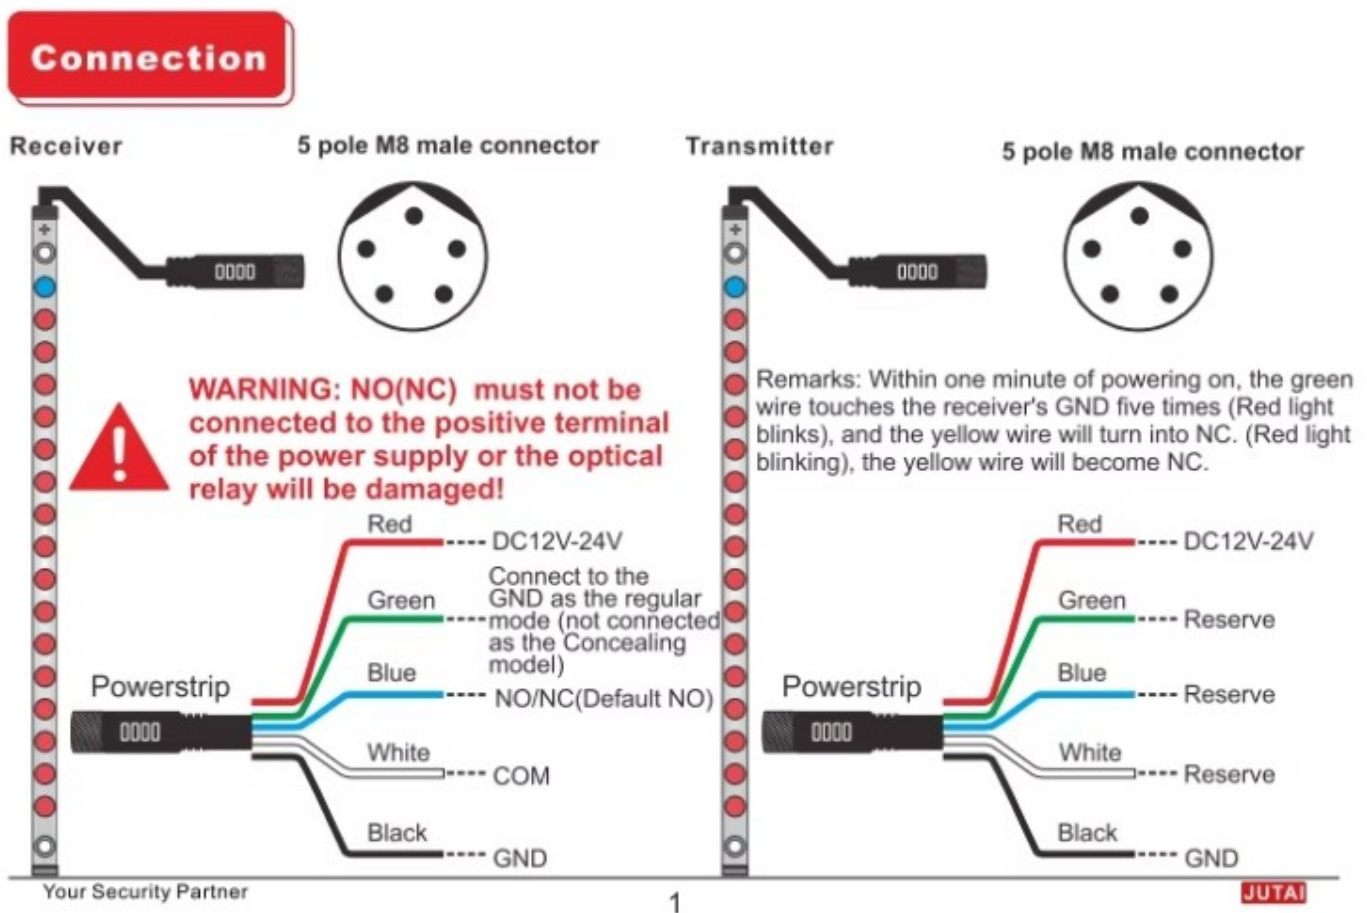 Connection
Receiver
5 pole M8 male connector
Transmitter
5 pole M8 male connector
WARNING: NO(NC) must not be
connected to the positive terminal
of the power supply or the optical
relay will be damaged!
Remarks: Within one minute of powering on, the green
wire touches the receiver's GND five times (Red light
blinks), and the yellow wire will turn into NC. (Red light
blinking), the yellow wire will become NC.
Powerstrip
Red
DC12V-24V
Green
Connect to the
GND as the regular
mode (not connected
as the Concealing
model)
Blue
NO/NC(Default NO)
White
COM
Black
GND
Powerstrip
Red
DC12V-24V
Green
Reserve
Blue
Reserve
White
Reserve
Black
GND
Your Security Partner
1
JUTAI